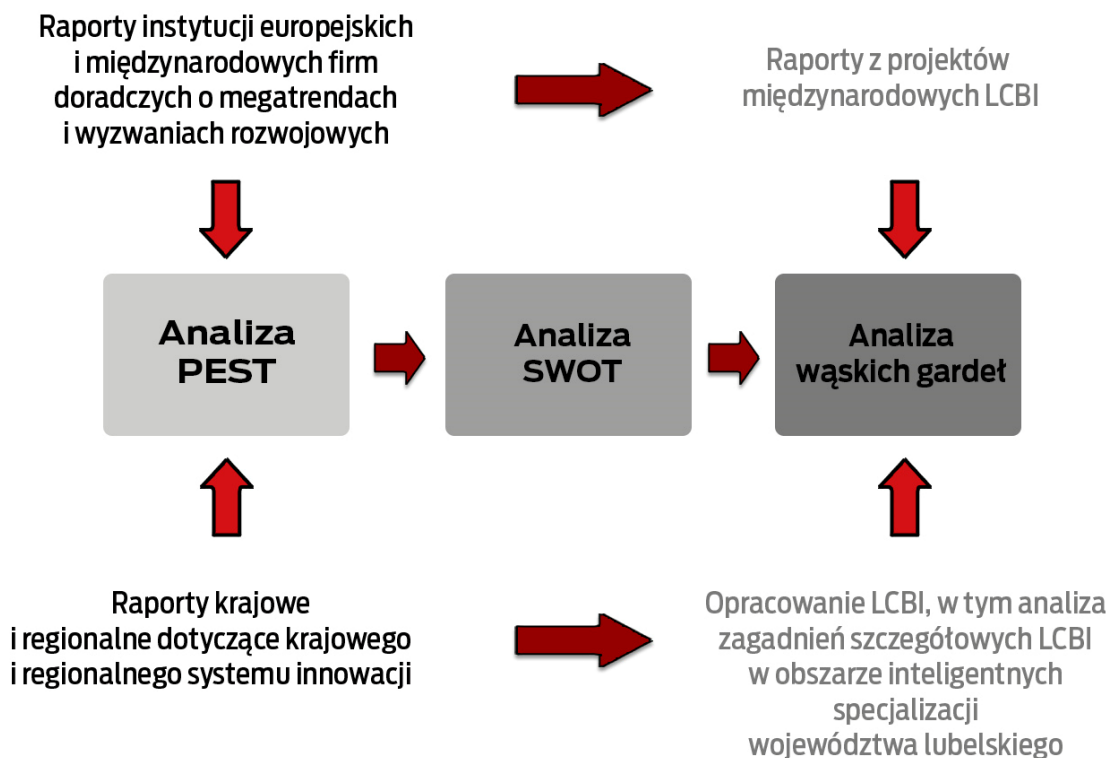 Raporty instytucji europejskich
i międzynarodowych firm
doradczych o megatrendach
i wyzwaniach rozwojowych
Raporty z projektów
międzynarodowych LCBI
Analiza
PEST
Analiza
SWOT
Analiza
wąskich gardeł
Raporty krajowe
i regionalne dotyczące krajowego
i regionalnego systemu innowacji
Opracowanie LCBI, w tym analiza
zagadnień szczegółowych LCBI
w obszarze inteligentnych
specjalizacji
województwa lubelskiego